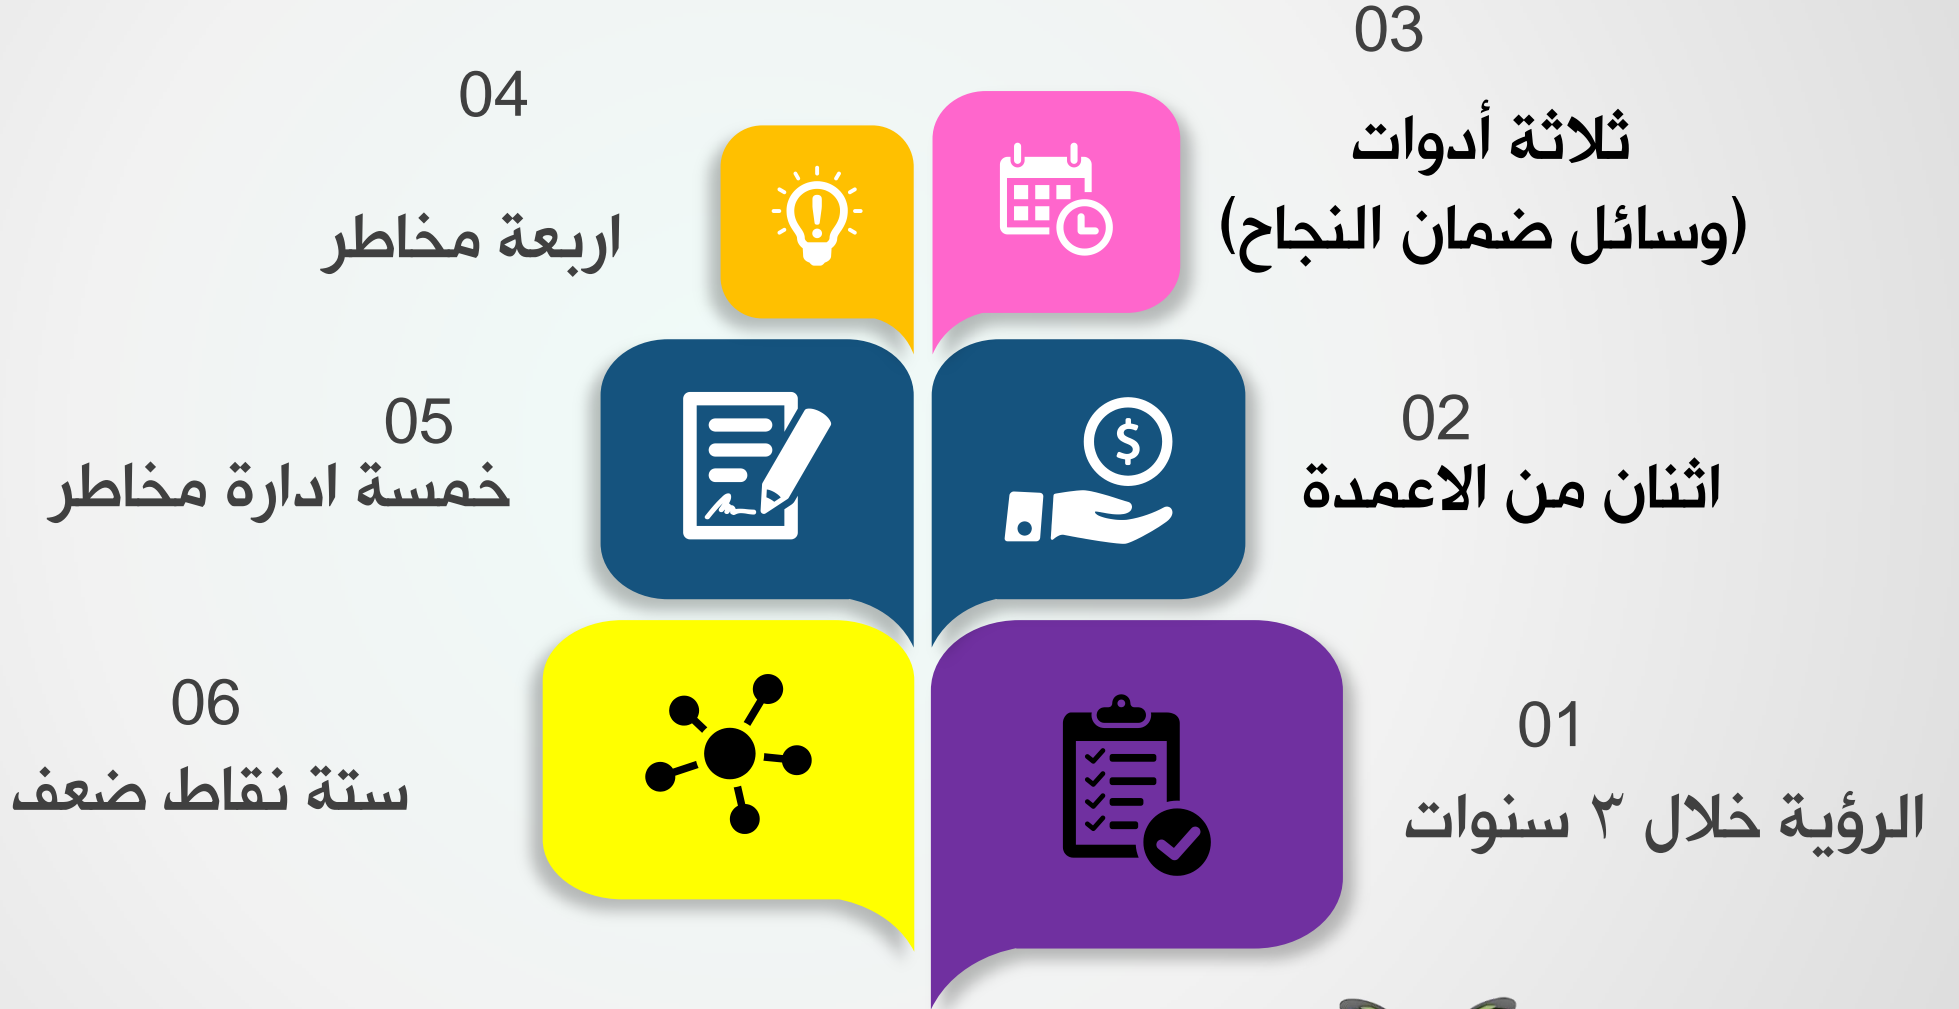 03
ثلاثة أدوات
(وسائل ضمان النجاح)
04
اربعة مخاطر
02
اثنان من الاعمدة
05
خمسة ادارة مخاطر
01
الرؤية خلال ٣ سنوات
06
ستة نقاط ضعف